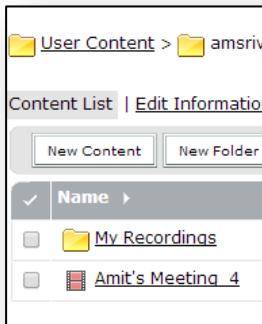 User Content > amsriv
Content List | Edit Informatio
New Content New Folder
Name
My Recordings
Amit's Meeting_4